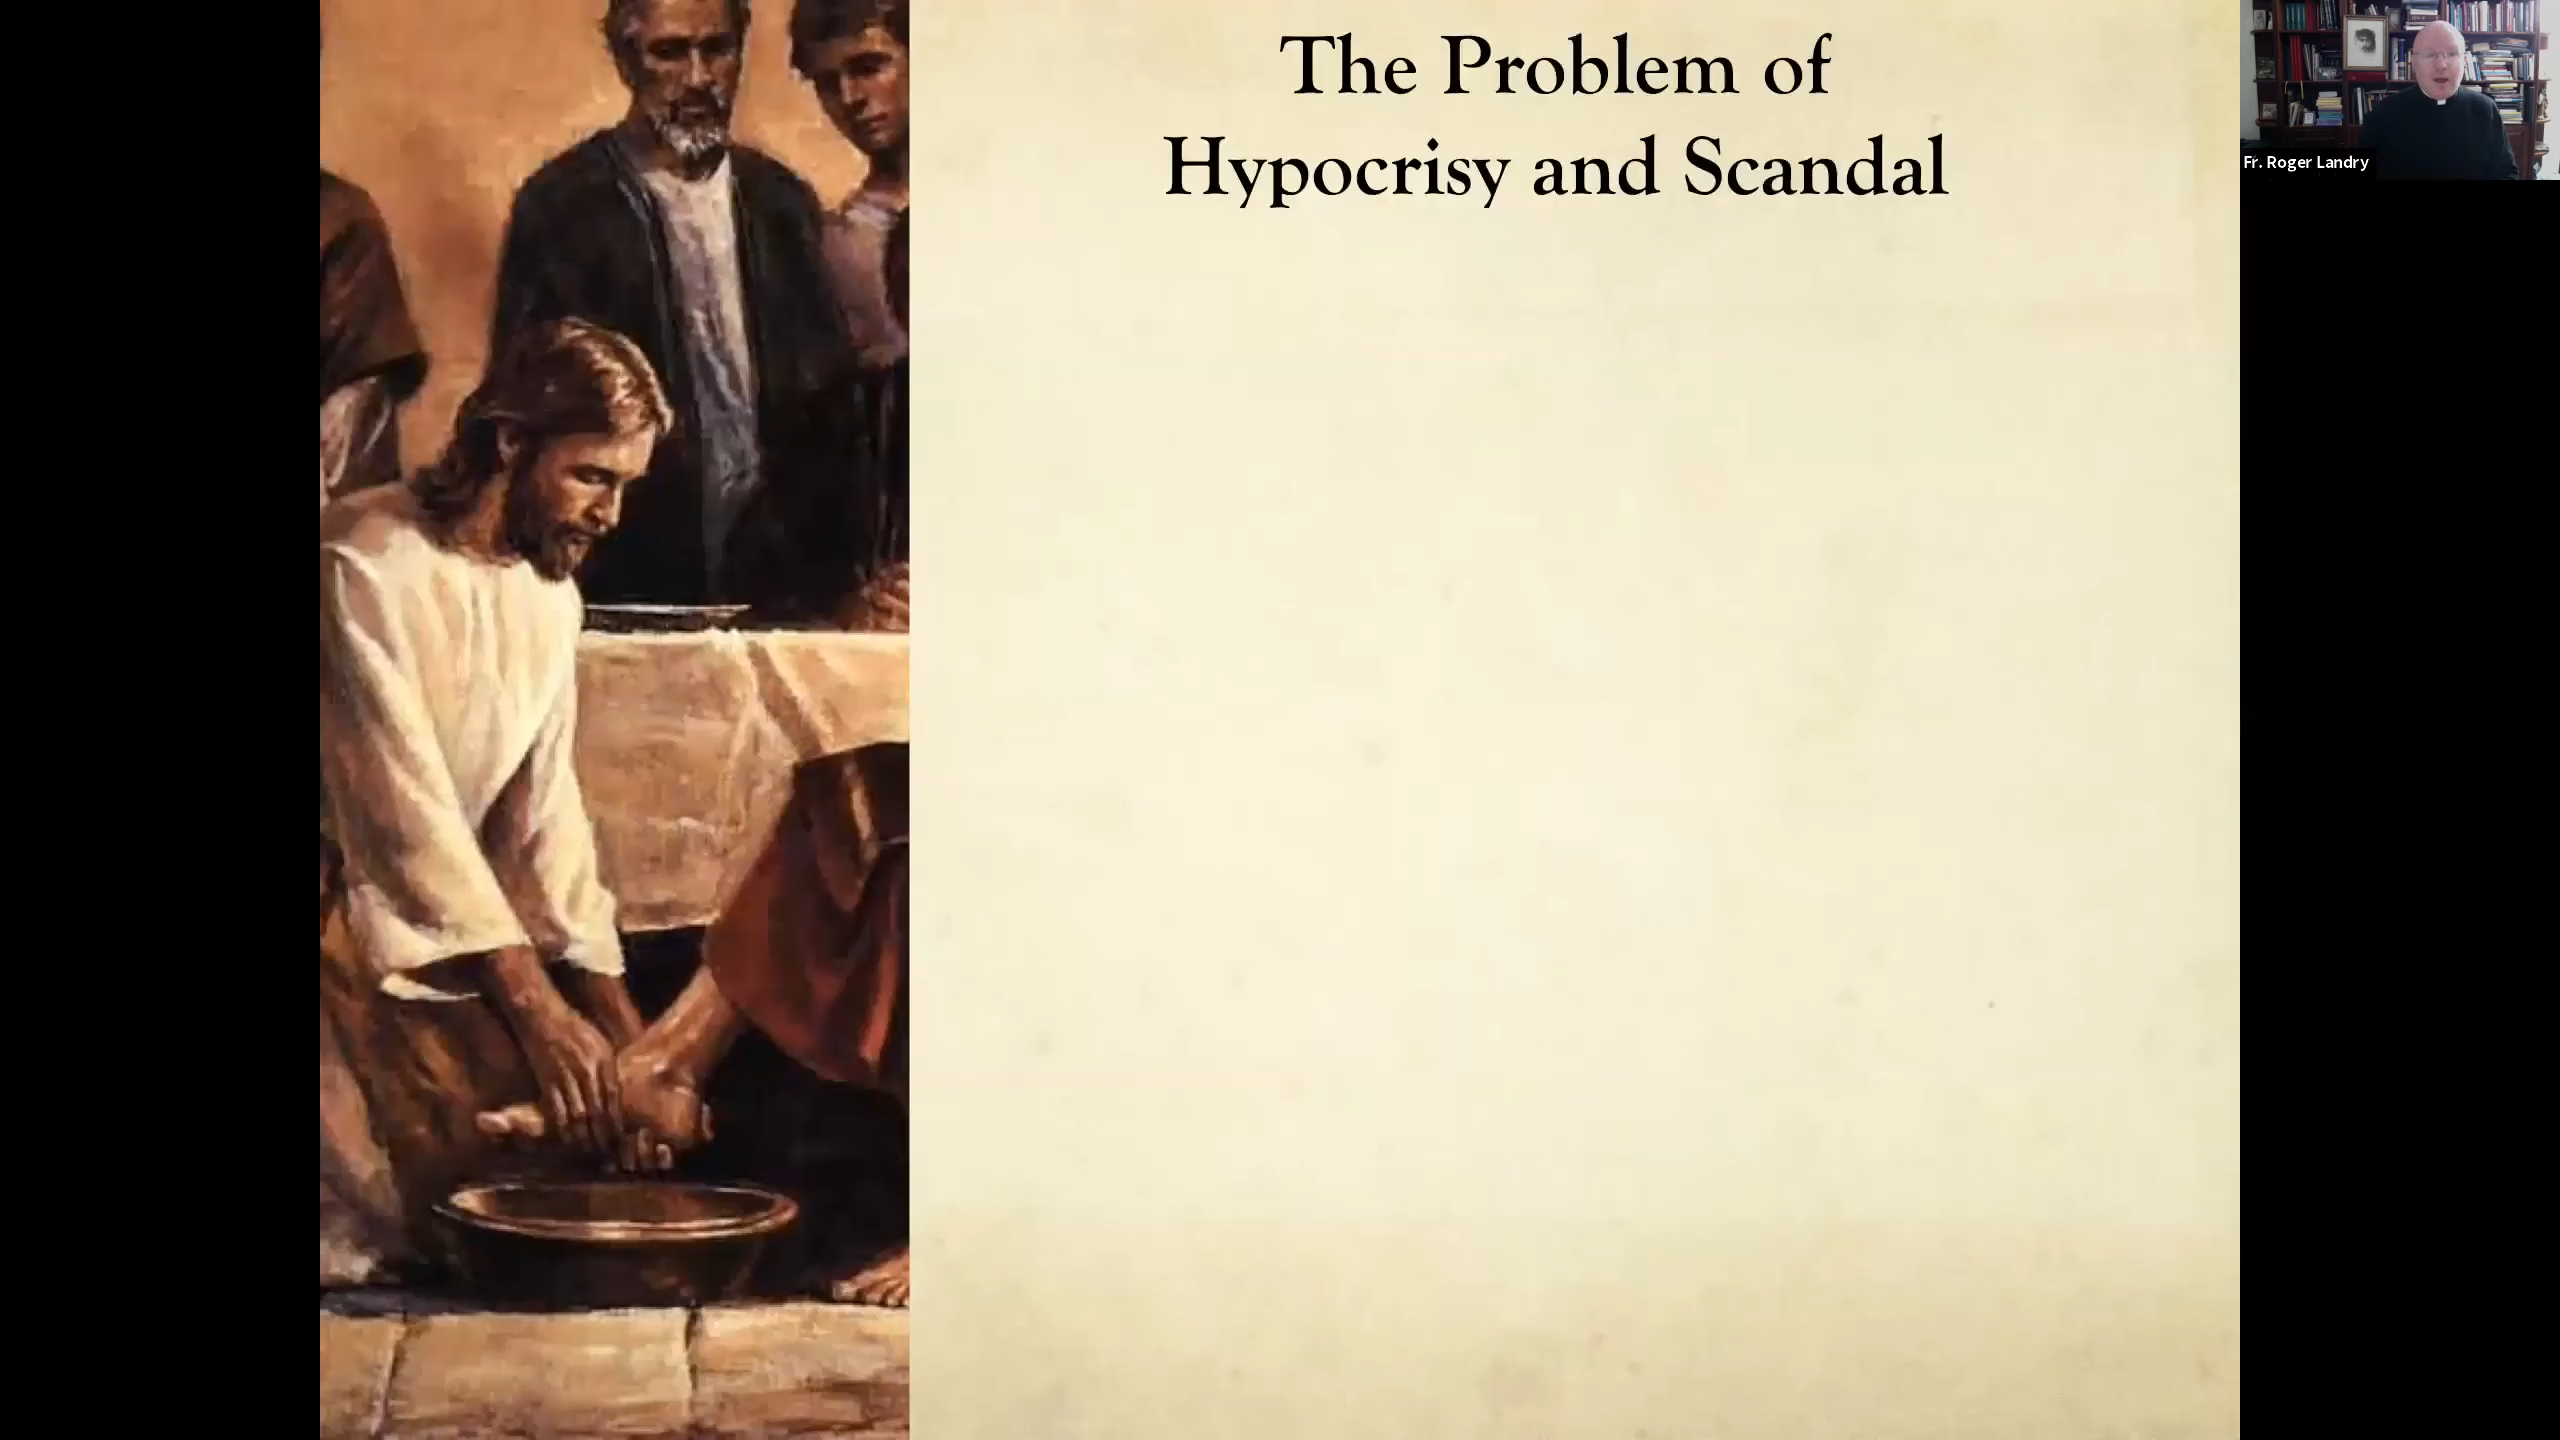 The Problem of
Hypocrisy and Scandal
Fr. Roger Landry